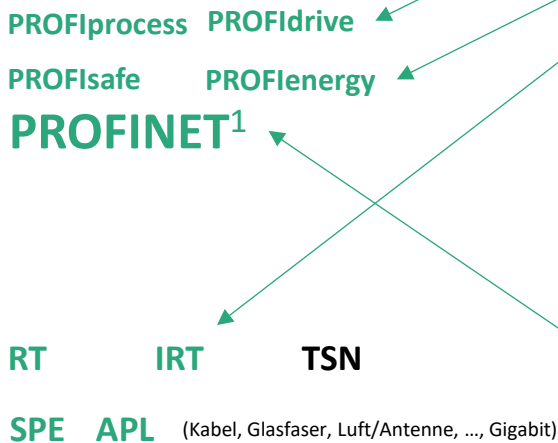 PROFIprocess PROFIdrive
PROFIsafe PROFIenergy
PROFINET1
RT IRT TSN
SPE APL (Kabel, Glasfaser, Luft/Antenne, …, Gigabit)